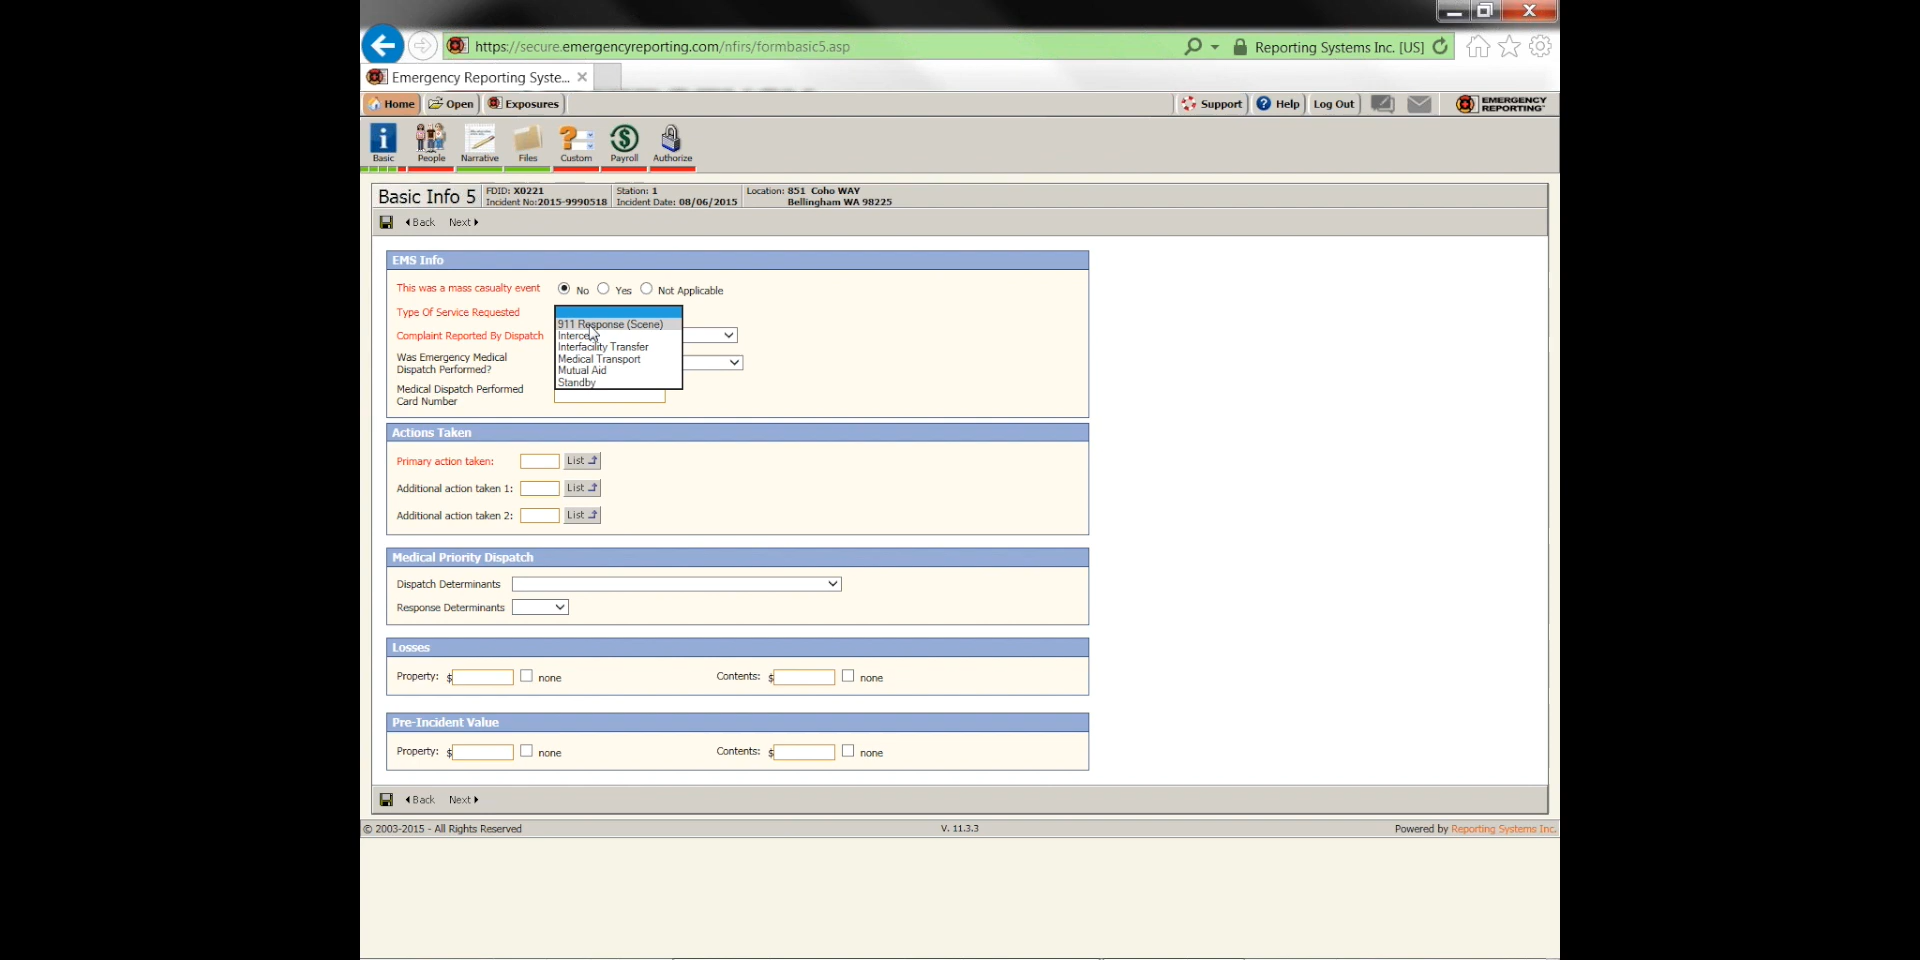 https://secure.emergencyreporting.com/nfirs/formbasic5.asp
Reporting Systems Inc. [US]
Emergency Reporting Syste...
Home Open Exposures Support Help Log Out EMERGENCY REPORTING
Basic People Narrative Files Custom Payroll Authorize
Basic Info 5
FDID: X0221 Station: 1 Location: 851 Coho WAY
Incident No:2015-9990518 Incident Date: 08/06/2015 Bellingham WA 98225
Back Next
EMS Info
This was a mass casualty event No Yes Not Applicable
Type Of Service Requested
911 Response (Scene)
Complaint Reported By Dispatch
Interfacility Transfer
Was Emergency Medical
Dispatch Performed?
Medical Transport
Mutual Aid
Standby
Medical Dispatch Performed
Card Number
Actions Taken
Primary action taken: List
Additional action taken 1: List
Additional action taken 2: List
Medical Priority Dispatch
Dispatch Determinants
Response Determinants
Losses
Property: $ none Contents: $ none
Pre-Incident Value
Property: $ none Contents: $ none
Back Next
© 2003-2015 - All Rights Reserved V. 11.3.3 Powered by Reporting Systems Inc.